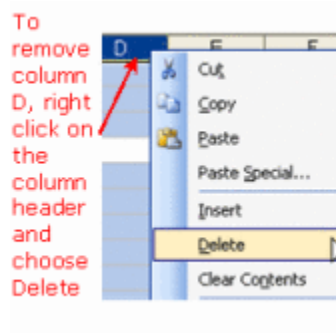 To
remove
column
D, right
click on
the
column
header
and
choose
Delete
D
E
F
Cut
Copy
Paste
Paste Special...
Insert
Delete
Clear Contents